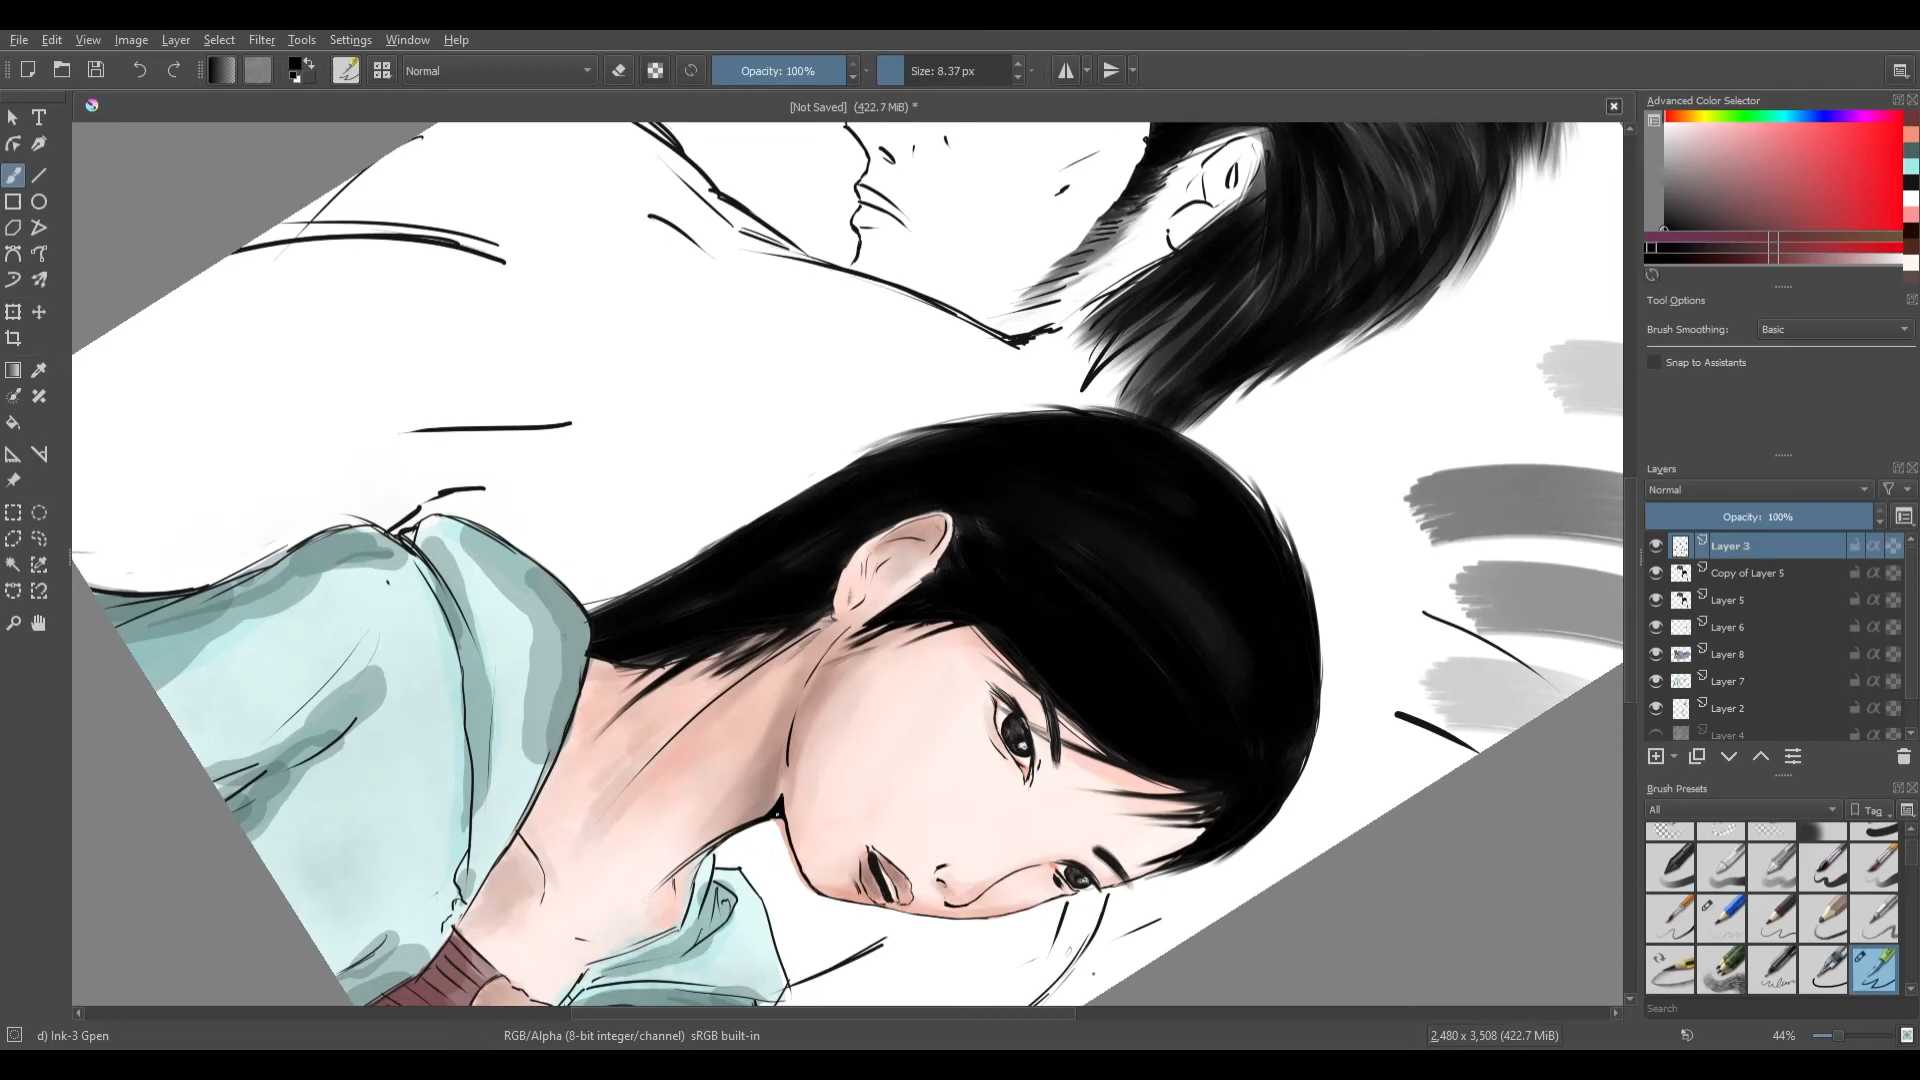 File Edit View Image Layer Select Filter Tools Settings Window Help
Normal
Opacity: 100%
Size: 8.37 px
[Not Saved] (422.7 MiB) *
Advanced Color Selector
Tool Options
Brush Smoothing: Basic
Snap to Assistants
Layers
Normal
Opacity: 100%
Layer 3
Copy of Layer 5
Layer 5
Layer 6
Layer 8
Layer 7
Layer 2
Layer 4
Brush Presets
All
Tag
Search
d) Ink-3 Gpen
RGB/Alpha (8-bit integer/channel) sRGB built-in
2,480 x 3,508 (422.7 MiB)
44%